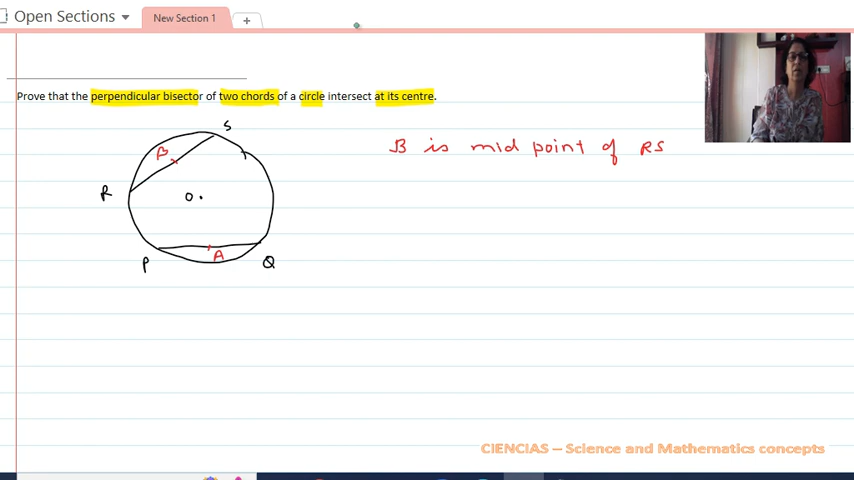 Open Sections
New Section 1
+
Prove that the perpendicular bisector of two chords of a circle intersect at its centre.
S
B
B is mid point of RS
R
O
A
P
Q
CIENCIAS – Science and Mathematics concepts